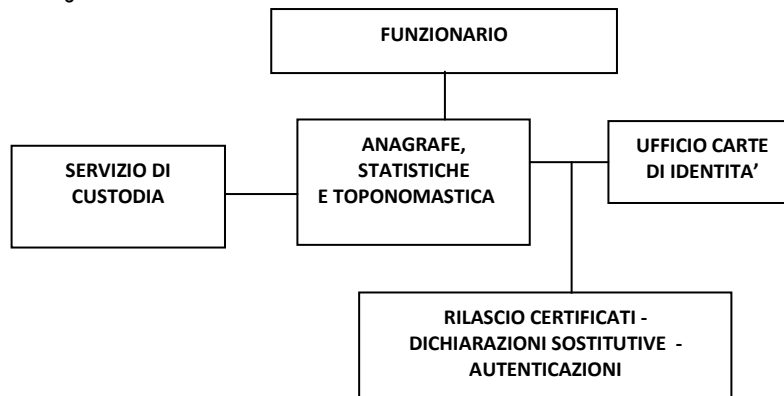 FUNZIONARIO
ANAGRAFE,
STATISTICHE
E TOPONOMASTICA
SERVIZIO DI
CUSTODIA
UFFICIO CARTE
DI IDENTITA’
RILASCIO CERTIFICATI -
DICHIARAZIONI SOSTITUTIVE -
AUTENTICAZIONI